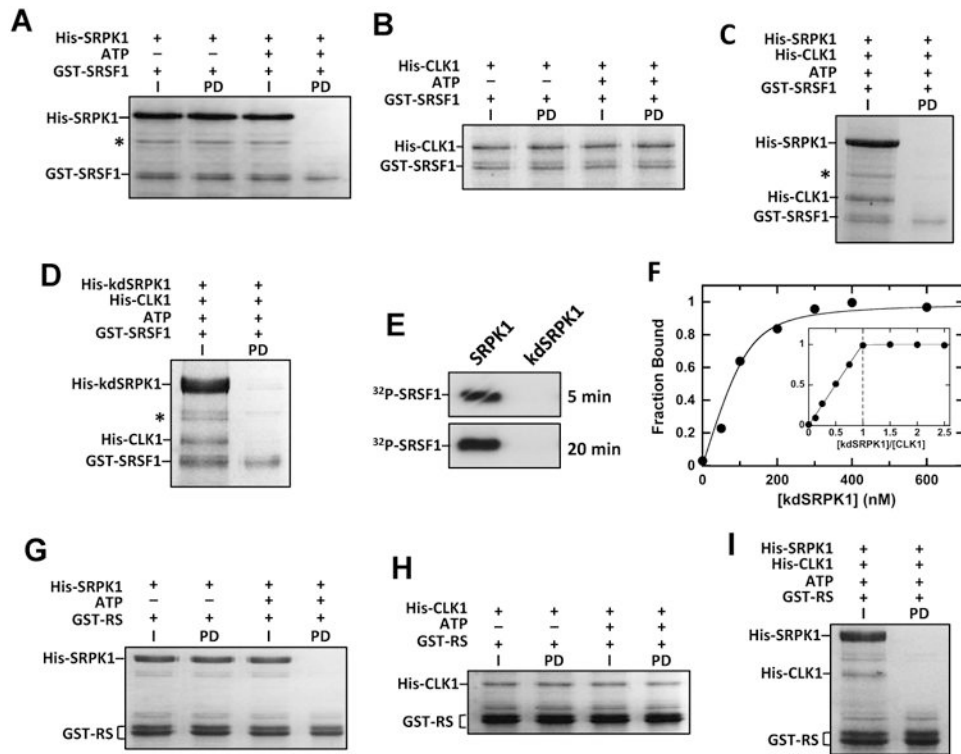 A
His-SRPK1 + + + +
ATP – – + +
GST-SRSF1 + + + +
I PD I PD
His-SRPK1
*
GST-SRSF1
B
His-CLK1 + + + +
ATP – – + +
GST-SRSF1 + + + +
I PD I PD
His-CLK1
GST-SRSF1
C
His-SRPK1 + +
His-CLK1 + +
ATP + +
GST-SRSF1 + +
I PD
His-SRPK1
*
His-CLK1
GST-SRSF1
D
His-kdSRPK1 + +
His-CLK1 + +
ATP + +
GST-SRSF1 + +
I PD
His-kdSRPK1
*
His-CLK1
GST-SRSF1
E
SRPK1 kdSRPK1
32P-SRSF1 5 min
32P-SRSF1 20 min
F
Fraction Bound
1
0.8
0.6
0.4
0.2
0
0 200 400 600
[kdSRPK1] (nM)
1
0.5
0
0 0.5 1 1.5 2 2.5
[kdSRPK1]/[CLK1]
G
His-SRPK1 + + + +
ATP – – + +
GST-RS + + + +
I PD I PD
His-SRPK1
GST-RS
H
His-CLK1 + + + +
ATP – – + +
GST-RS + + + +
I PD I PD
His-CLK1
GST-RS
I
His-SRPK1 + +
His-CLK1 + +
ATP + +
GST-RS + +
I PD
His-SRPK1
His-CLK1
GST-RS